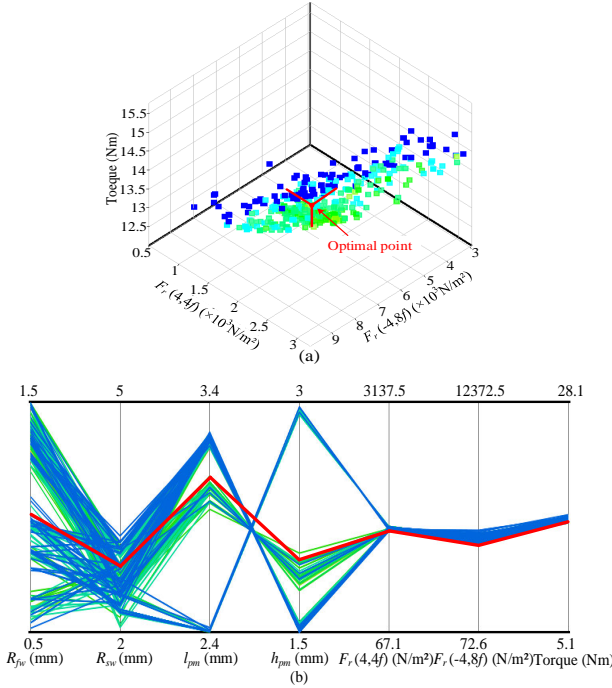 15.5
15
14.5
14
13.5
13
12.5
Tocque (Nm)
0.5
1
1.5
2
2.5
3
F_r (4,4f) (×10³N/m²)
3
4
5
6
7
8
9
F_r (-4,8f) (×10³N/m²)
Optimal point
(a)
1.5 5 3.4 3 3137.5 12372.5 28.1
0.5 2 2.4 1.5 67.1 72.6 5.1
R_fw (mm) R_sw (mm) l_pm (mm) h_pm (mm) F_r (4,4f) (N/m²) F_r (-4,8f) (N/m²) Torque (Nm)
(b)